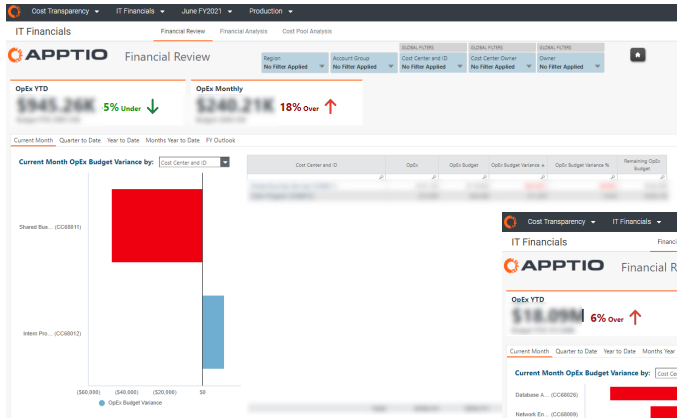 Cost Transparency IT Financials June FY2021 Production
IT Financials Financial Review Financial Analysis Cost Pool Analysis
APPTIO Financial Review
GLOBAL FILTERS GLOBAL FILTERS GLOBAL FILTERS
Region Account Group Cost Center and ID Cost Center Owner Owner
No Filter Applied No Filter Applied No Filter Applied No Filter Applied No Filter Applied
OpEx YTD OpEx Monthly
$945.26K 5% Under $240.21K 18% Over
Current Month Quarter to Date Year to Date Months Year to Date FY Outlook
Current Month OpEx Budget Variance by: Cost Center and ID
Cost Center and ID OpEx OpEx Budget OpEx Budget Variance OpEx Budget Variance % Remaining OpEx Budget
Shared Bus... (CC68811)
Intern Pro... (CC68012)
($60,000) ($40,000) ($20,000) $0
OpEx Budget Variance
Cost Transparency IT Financials
IT Financials Financi
APPTIO Financial R
OpEx YTD
$18.09M 6% Over
Current Month Quarter to Date Year to Date Months Year
Current Month OpEx Budget Variance by: Cost Ce
Database A... (CC68026)
Network En... (CC68009)